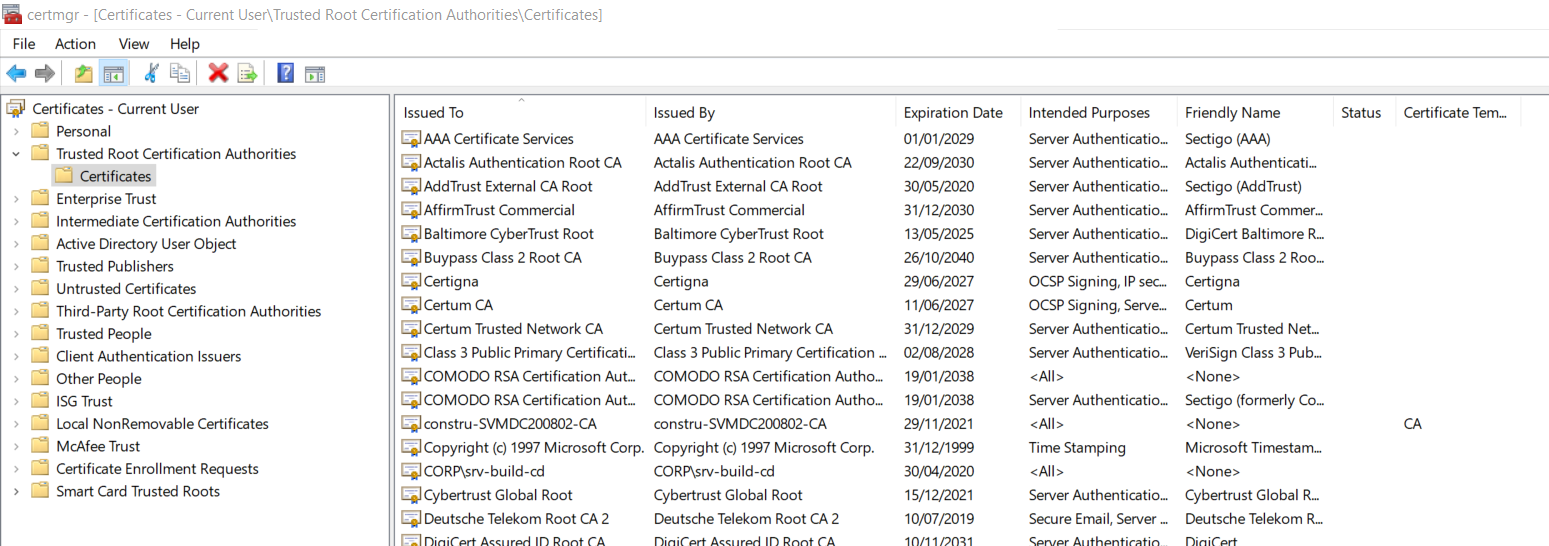 certmgr - [Certificates - Current User\Trusted Root Certification Authorities\Certificates]
File Action View Help
Certificates - Current User
Personal
Trusted Root Certification Authorities
Certificates
Enterprise Trust
Intermediate Certification Authorities
Active Directory User Object
Trusted Publishers
Untrusted Certificates
Third-Party Root Certification Authorities
Trusted People
Client Authentication Issuers
Other People
ISG Trust
Local NonRemovable Certificates
McAfee Trust
Certificate Enrollment Requests
Smart Card Trusted Roots
Issued To Issued By Expiration Date Intended Purposes Friendly Name Status Certificate Tem...
AAA Certificate Services AAA Certificate Services 01/01/2029 Server Authenticatio... Sectigo (AAA)
Actalis Authentication Root CA Actalis Authentication Root CA 22/09/2030 Server Authenticatio... Actalis Authenticati...
AddTrust External CA Root AddTrust External CA Root 30/05/2020 Server Authenticatio... Sectigo (AddTrust)
AffirmTrust Commercial AffirmTrust Commercial 31/12/2030 Server Authenticatio... AffirmTrust Commer...
Baltimore CyberTrust Root Baltimore CyberTrust Root 13/05/2025 Server Authenticatio... DigiCert Baltimore R...
Buypass Class 2 Root CA Buypass Class 2 Root CA 26/10/2040 Server Authenticatio... Buypass Class 2 Roo...
Certigna Certigna 29/06/2027 OCSP Signing, IP sec... Certigna
Certum CA Certum CA 11/06/2027 OCSP Signing, Serve... Certum
Certum Trusted Network CA Certum Trusted Network CA 31/12/2029 Server Authenticatio... Certum Trusted Net...
Class 3 Public Primary Certificati... Class 3 Public Primary Certification ... 02/08/2028 Server Authenticatio... VeriSign Class 3 Pub...
COMODO RSA Certification Aut... COMODO RSA Certification Autho... 19/01/2038 <All> <None>
COMODO RSA Certification Aut... COMODO RSA Certification Autho... 19/01/2038 Server Authenticatio... Sectigo (formerly Co...
constru-SVMDC200802-CA constru-SVMDC200802-CA 29/11/2021 <All> <None> CA
Copyright (c) 1997 Microsoft Corp. Copyright (c) 1997 Microsoft Corp. 31/12/1999 Time Stamping Microsoft Timestam...
CORP\srv-build-cd CORP\srv-build-cd 30/04/2020 <All> <None>
Cybertrust Global Root Cybertrust Global Root 15/12/2021 Server Authenticatio... Cybertrust Global R...
Deutsche Telekom Root CA 2 Deutsche Telekom Root CA 2 10/07/2019 Secure Email, Server ... Deutsche Telekom R...
DigiCert Assured ID Root CA DigiCert Assured ID Root CA 10/11/2031 Server Authenticatio... DigiCert